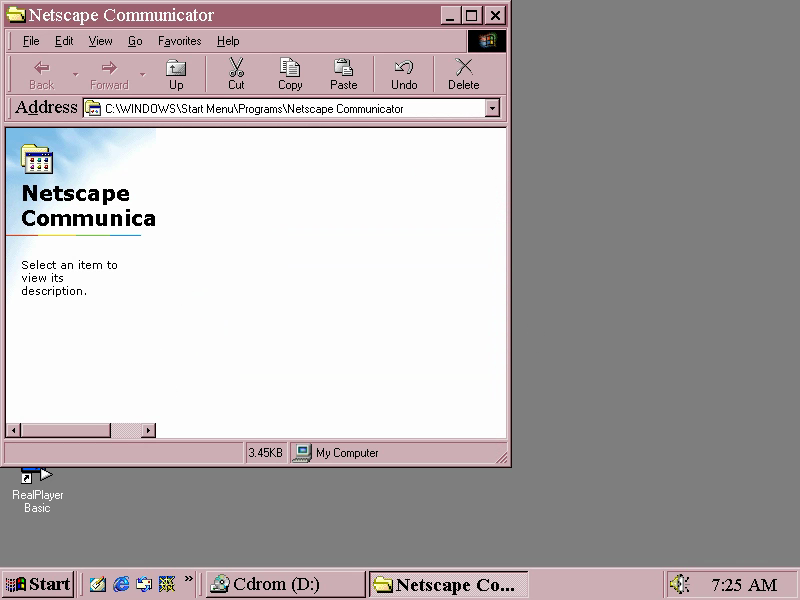 Netscape Communicator
File Edit View Go Favorites Help
Back Forward Up Cut Copy Paste Undo Delete
Address C:\WINDOWS\Start Menu\Programs\Netscape Communicator
Netscape
Communica
Select an item to
view its
description.
3.45KB My Computer
RealPlayer
Basic
Start » Cdrom (D:) Netscape Co... 7:25 AM